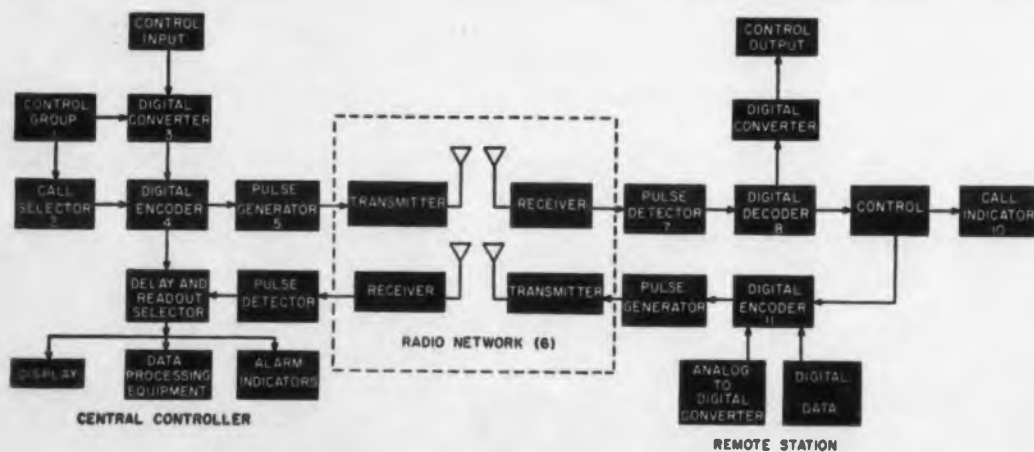 CONTROL
INPUT
CONTROL
GROUP
1
DIGITAL
CONVERTER
3
CALL
SELECTOR
2
DIGITAL
ENCODER
4
PULSE
GENERATOR
5
TRANSMITTER
RECEIVER
PULSE
DETECTOR
7
DIGITAL
DECODER
8
CONTROL
CALL
INDICATOR
10
DIGITAL
CONVERTER
CONTROL
OUTPUT
DELAY AND
READOUT
SELECTOR
PULSE
DETECTOR
RECEIVER
TRANSMITTER
PULSE
GENERATOR
DIGITAL
ENCODER
11
RADIO NETWORK (6)
DISPLAY
DATA
PROCESSING
EQUIPMENT
ALARM
INDICATORS
ANALOG
TO
DIGITAL
CONVERTER
DIGITAL
DATA
CENTRAL CONTROLLER
REMOTE STATION